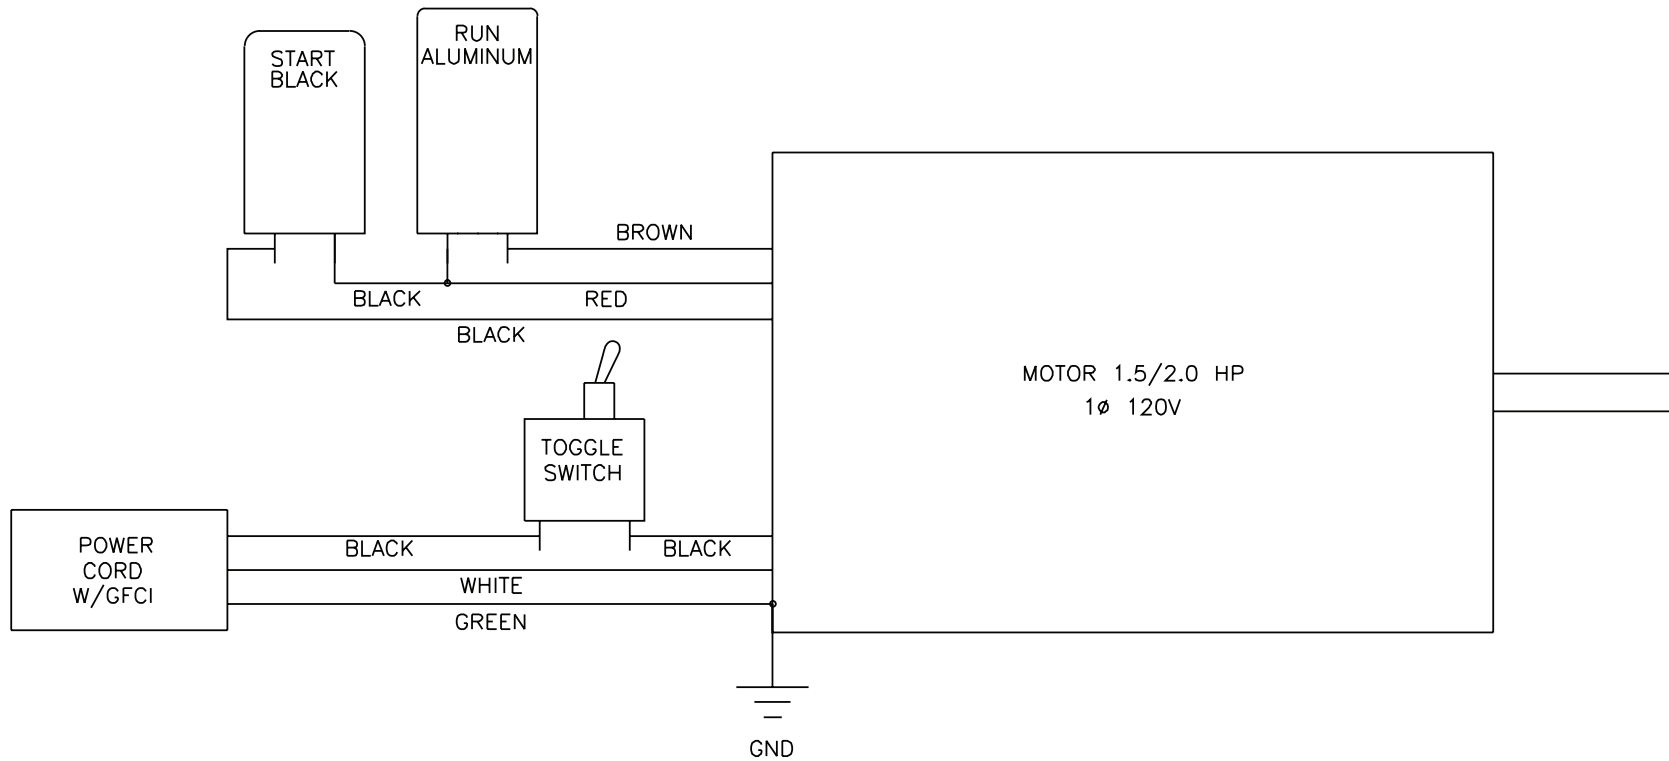 START
BLACK
RUN
ALUMINUM
BROWN
BLACK
RED
BLACK
MOTOR 1.5/2.0 HP
1ø 120V
TOGGLE
SWITCH
POWER
CORD
W/GFCI
BLACK
BLACK
WHITE
GREEN
GND